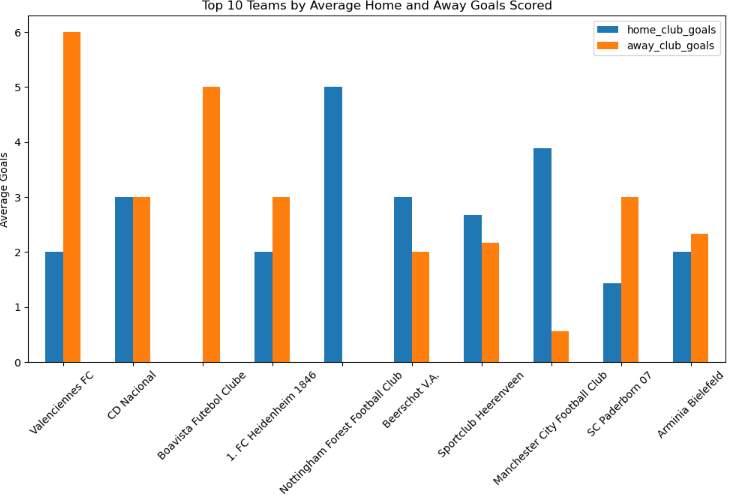 Top 10 Teams by Average Home and Away Goals Scored
home_club_goals
away_club_goals
Average Goals
6
5
4
3
2
1
0
Valenciennes FC
CD Nacional
Boavista Futebol Clube
1. FC Heidenheim 1846
Nottingham Forest Football Club
Beerschot V.A.
Sportclub Heerenveen
Manchester City Football Club
SC Paderborn 07
Arminia Bielefeld